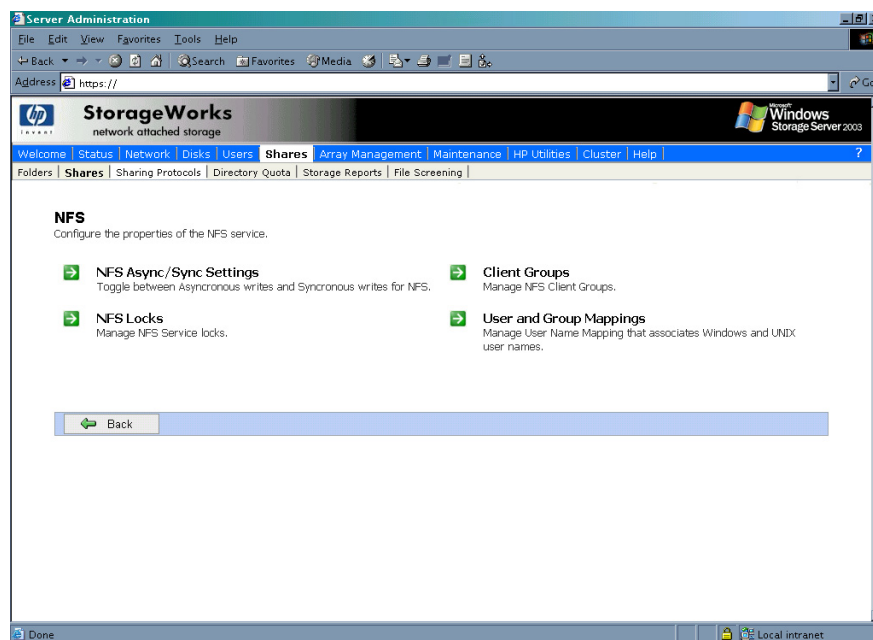 Server Administration
File Edit View Favorites Tools Help
Back Search Favorites Media
Address https:// Go
hp StorageWorks
invent network attached storage
Microsoft
Windows
Storage Server 2003
Welcome Status Network Disks Users Shares Array Management Maintenance HP Utilities Cluster Help ?
Folders Shares Sharing Protocols Directory Quota Storage Reports File Screening
NFS
Configure the properties of the NFS service.
NFS Async/Sync Settings
Toggle between Asyncronous writes and Syncronous writes for NFS.
Client Groups
Manage NFS Client Groups.
NFS Locks
Manage NFS Service locks.
User and Group Mappings
Manage User Name Mapping that associates Windows and UNIX
user names.
Back
Done Local intranet